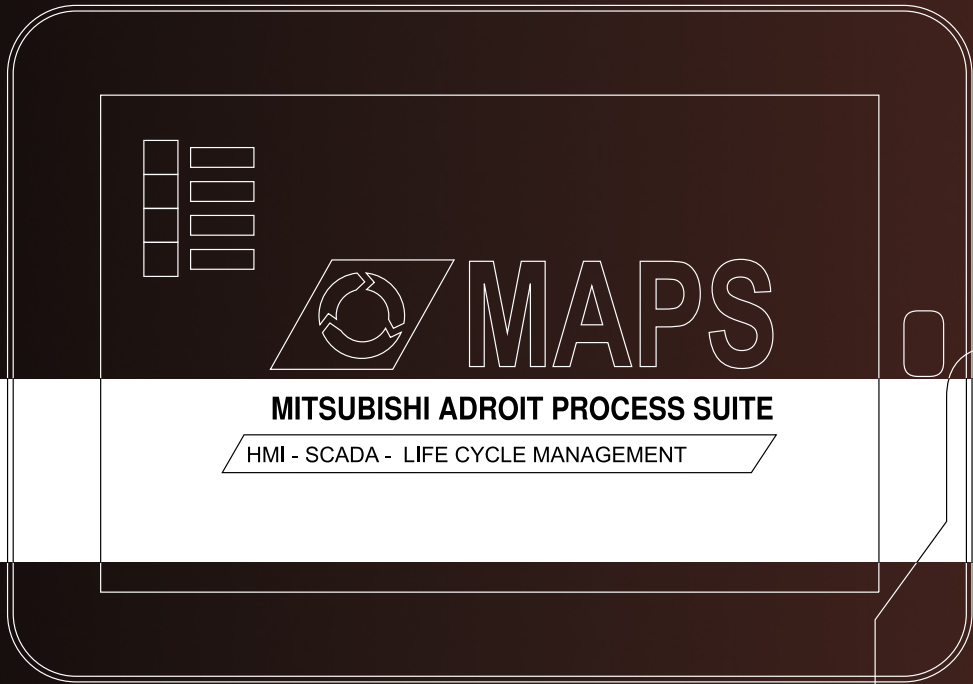 MAPS
MITSUBISHI ADROIT PROCESS SUITE
HMI - SCADA - LIFE CYCLE MANAGEMENT